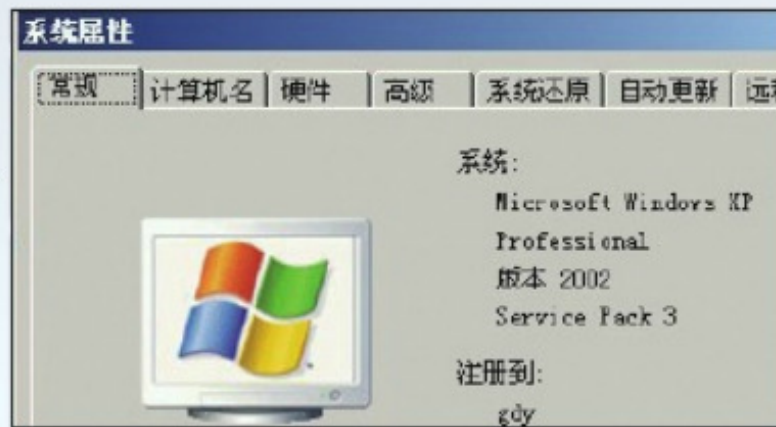 系统属性
常规 计算机名 硬件 高级 系统还原 自动更新
系统:
Microsoft Windows XP
Professional
版本 2002
Service Pack 3
注册到:
gdy